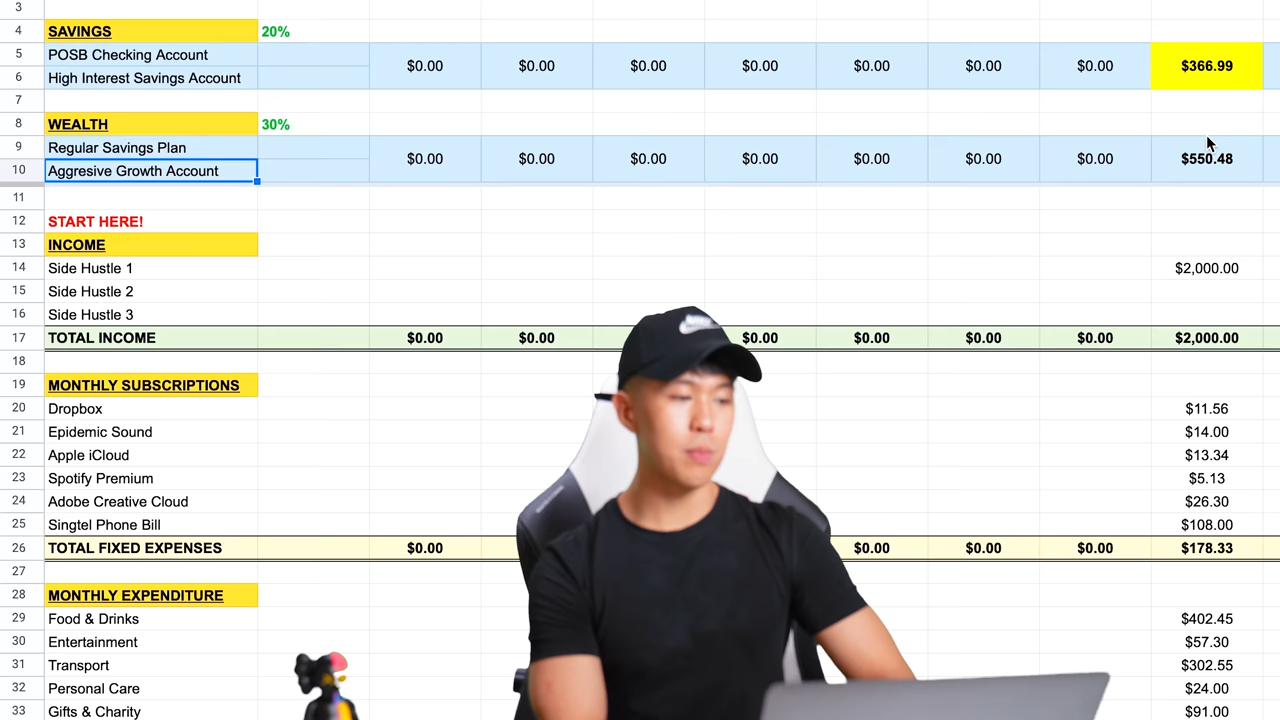 3
4 SAVINGS 20%
5 POSB Checking Account
$0.00 $0.00 $0.00 $0.00 $0.00 $0.00 $0.00 $366.99
6 High Interest Savings Account
7
8 WEALTH 30%
9 Regular Savings Plan
$0.00 $0.00 $0.00 $0.00 $0.00 $0.00 $0.00 $550.48
10 Aggresive Growth Account
11
12 START HERE!
13 INCOME
14 Side Hustle 1 $2,000.00
15 Side Hustle 2
16 Side Hustle 3
17 TOTAL INCOME $0.00 $0.00 $0.00 $0.00 $0.00 $0.00 $2,000.00
18
19 MONTHLY SUBSCRIPTIONS
20 Dropbox $11.56
21 Epidemic Sound $14.00
22 Apple iCloud $13.34
23 Spotify Premium $5.13
24 Adobe Creative Cloud $26.30
25 Singtel Phone Bill $108.00
26 TOTAL FIXED EXPENSES $0.00 $0.00 $0.00 $0.00 $178.33
27
28 MONTHLY EXPENDITURE
29 Food & Drinks $402.45
30 Entertainment $57.30
31 Transport $302.55
32 Personal Care $24.00
33 Gifts & Charity $91.00